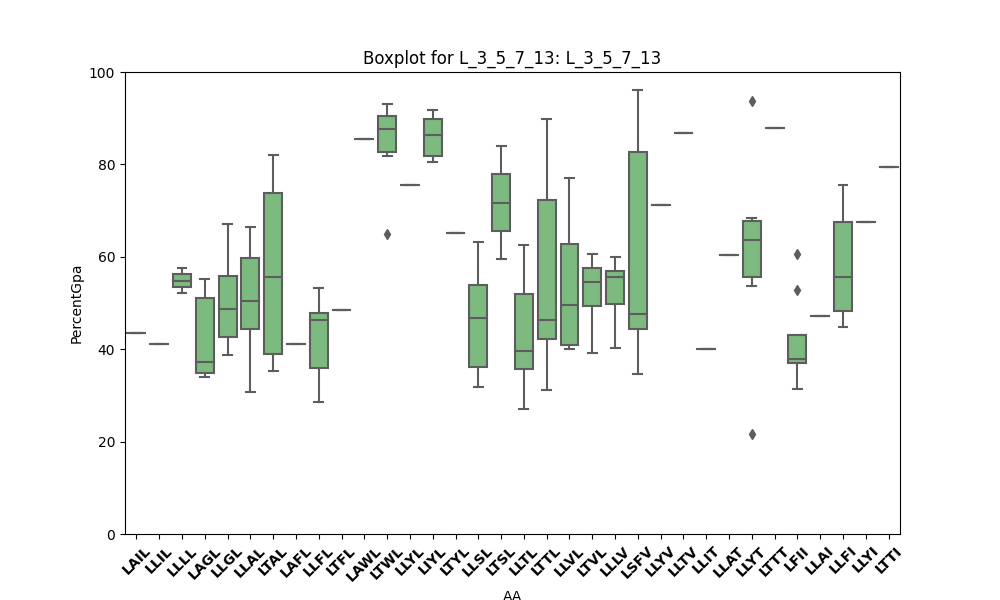 Boxplot for L_3_5_7_13: L_3_5_7_13
100
80
60
40
20
0
PercentGpa
LAIL LLIL LLLL LAGL LLGL LLAL LTAL LAFL LLFL LTFL LAWL LTWL LLYL LIYL LTYL LLSL LTSL LLTL LTTL LLVL LTVL LLLV LSFV LLYV LLTV LLIT LLAT LLYT LTTT LFII LLAI LLFI LLYI LTTI
AA